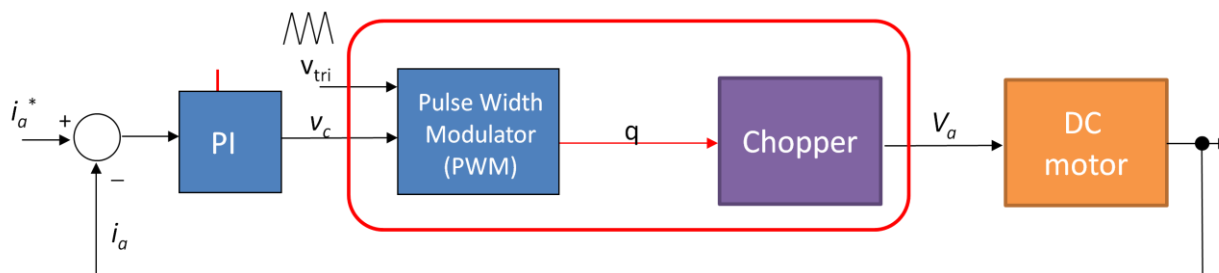 v_tri
i_a*
+
PI
v_c
Pulse Width
Modulator
(PWM)
q
Chopper
V_a
DC
motor
−
i_a